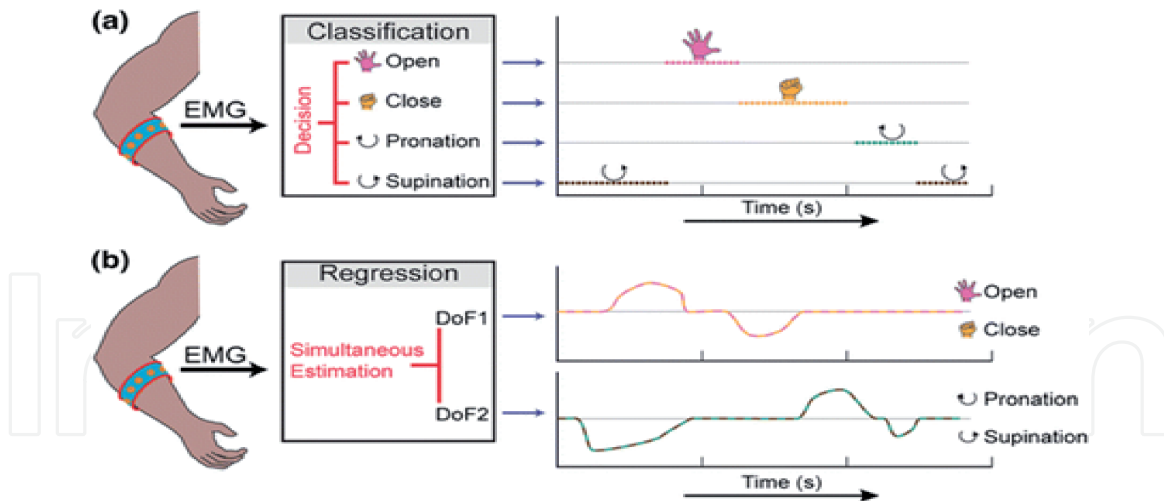 (a)
EMG
Classification
Decision
Open
Close
Pronation
Supination
Time (s)
(b)
EMG
Regression
Simultaneous
Estimation
DoF1
DoF2
Open
Close
Pronation
Supination
Time (s)